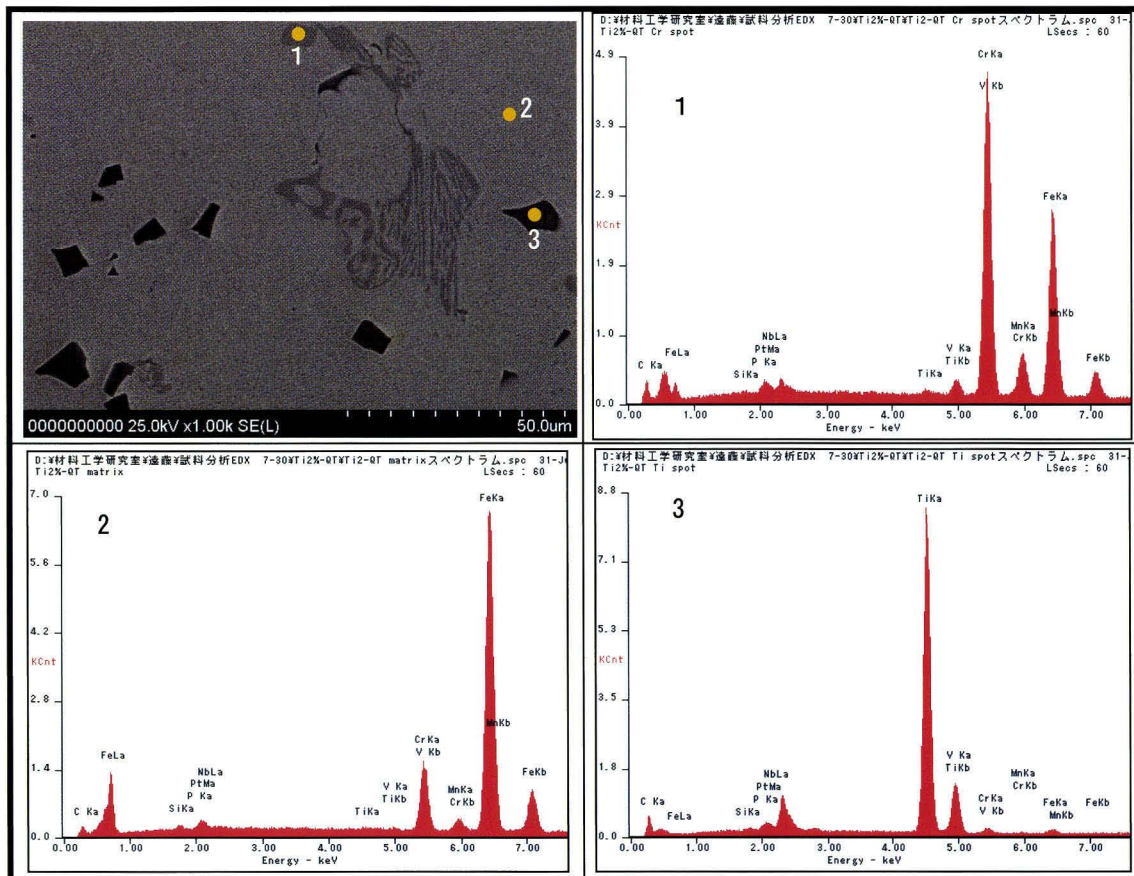 1
2
3
0000000000 25.0kV x1.00k SE(L)
50.0um
D:¥材料工学研究室¥遠藤¥試料分析EDX 7-30¥Ti2%-QT¥Ti2-QT Cr spotスペクトラム.spc 31-
Ti2%-QT Cr spot
LSecs : 60
1
4.9
3.9
2.9
KCnt
1.9
1.0
0.0
C Ka
FeLa
SiKa
NbLa
PtMa
P Ka
TiKa
V Ka
TiKb
CrKa
V Kb
MnKa
CrKb
FeKa
MnKb
FeKb
0.00 1.00 2.00 3.00 4.00 5.00 6.00 7.00
Energy - keV
D:¥材料工学研究室¥遠藤¥試料分析EDX 7-30¥Ti2%-QT¥Ti2-QT matrixスペクトラム.spc 31-J
Ti2%-QT matrix
LSecs : 60
2
7.0
5.6
4.2
KCnt
2.8
1.4
0.0
C Ka
FeLa
SiKa
NbLa
PtMa
P Ka
TiKa
V Ka
TiKb
CrKa
V Kb
MnKa
CrKb
FeKa
MnKb
FeKb
0.00 1.00 2.00 3.00 4.00 5.00 6.00 7.00
Energy - keV
D:¥材料工学研究室¥遠藤¥試料分析EDX 7-30¥Ti2%-QT¥Ti2-QT Ti spotスペクトラム.spc 31-
Ti2%-QT Ti spot
LSecs : 60
3
8.8
7.1
5.3
KCnt
3.5
1.8
0.0
C Ka
FeLa
SiKa
NbLa
PtMa
P Ka
TiKa
V Ka
TiKb
CrKa
V Kb
MnKa
CrKb
FeKa
MnKb
FeKb
0.00 1.00 2.00 3.00 4.00 5.00 6.00 7.00
Energy - keV